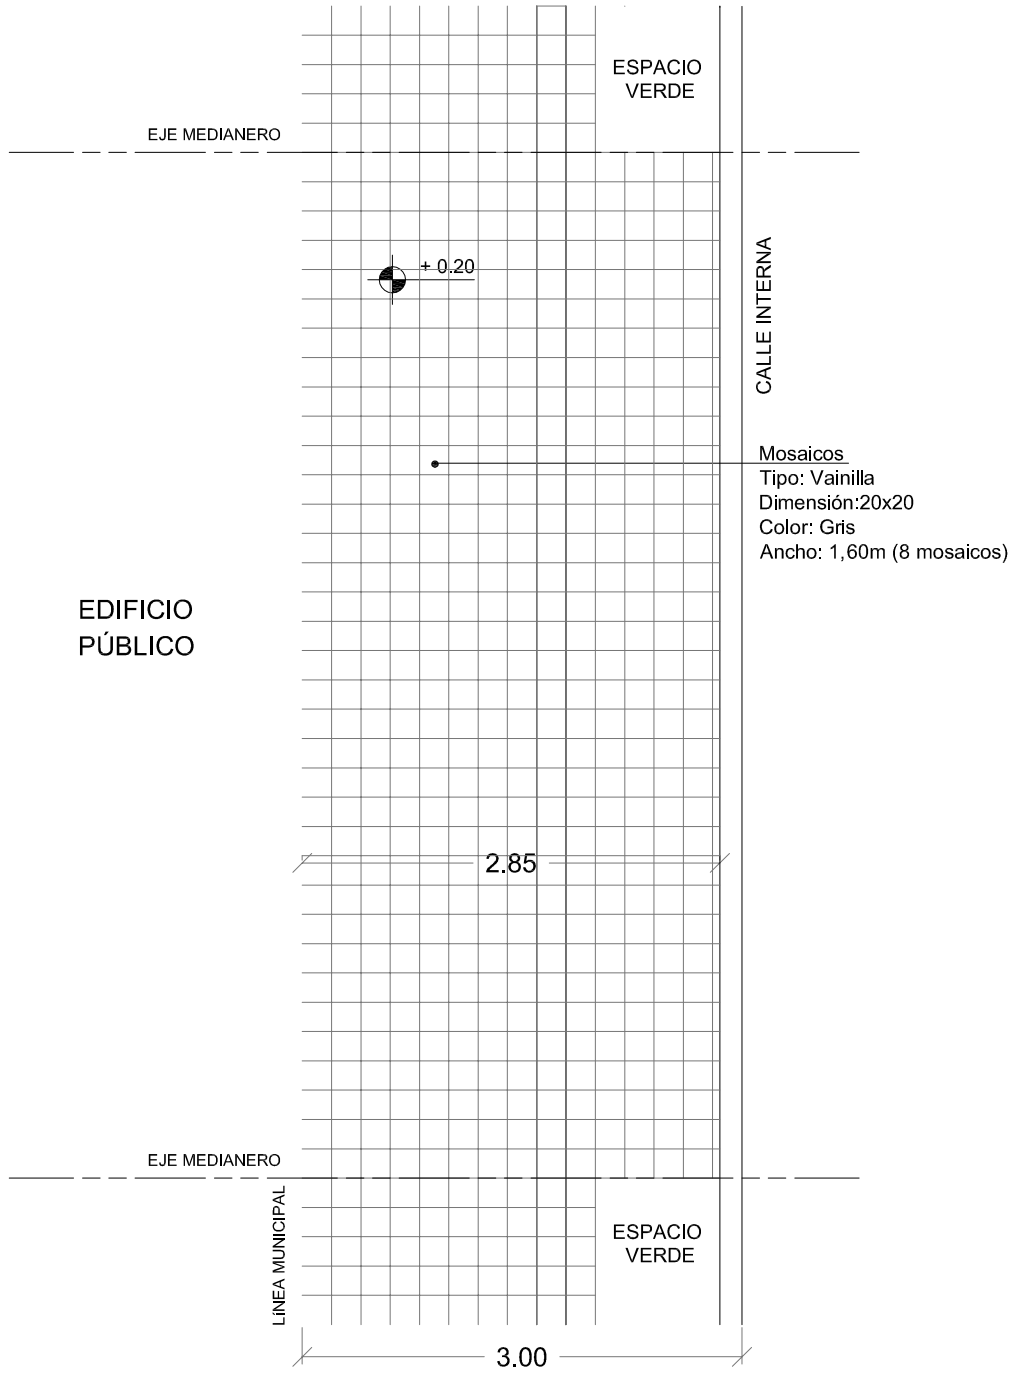 ESPACIO
VERDE
EJE MEDIANERO
+ 0.20
CALLE INTERNA
Mosaicos
Tipo: Vainilla
Dimensión:20x20
Color: Gris
Ancho: 1,60m (8 mosaicos)
EDIFICIO
PÚBLICO
2.85
EJE MEDIANERO
LíNEA MUNICIPAL
ESPACIO
VERDE
3.00